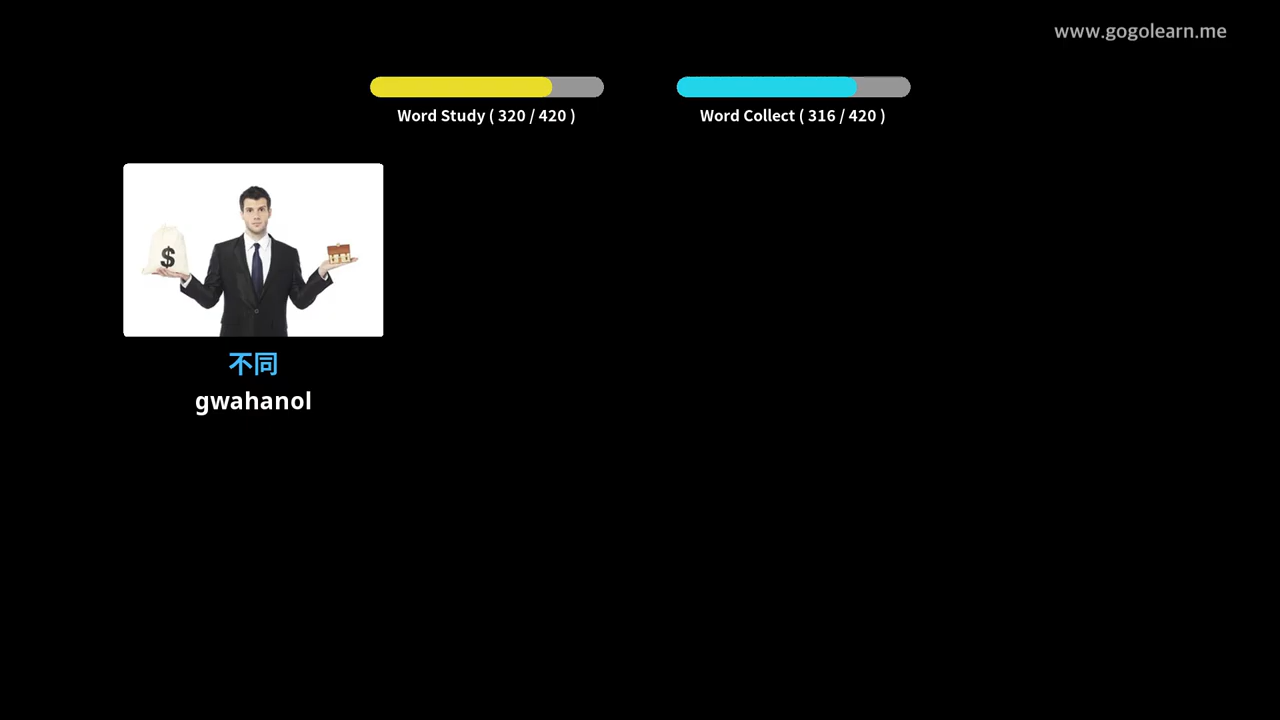 www.gogolearn.me
Word Study ( 320 / 420 )
Word Collect ( 316 / 420 )
$
不同
gwahanol